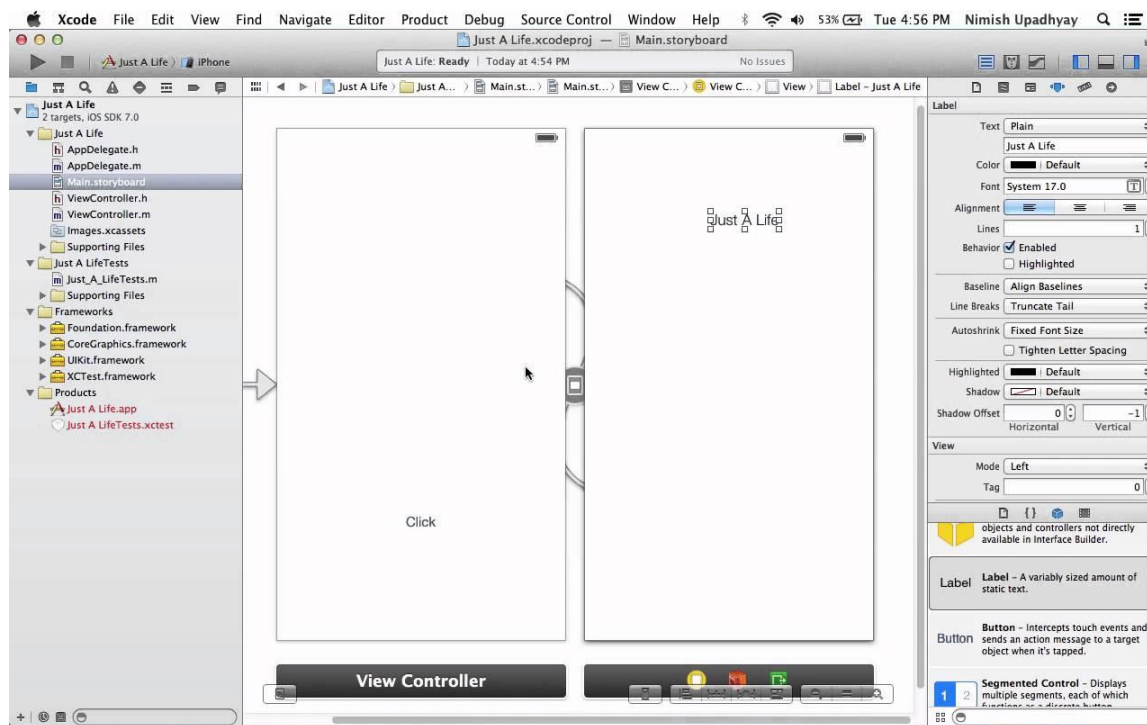 Xcode File Edit View Find Navigate Editor Product Debug Source Control Window Help 53% Tue 4:56 PM Nimish Upadhyay
Just A Life.xcodeproj — Main.storyboard
Just A Life iPhone
Just A Life: Ready | Today at 4:54 PM No Issues
Just A Life Just A... Main.st... Main.st... View C... View C... View Label – Just A Life
Just A Life
2 targets, iOS SDK 7.0
Just A Life
h AppDelegate.h
m AppDelegate.m
Main.storyboard
h ViewController.h
m ViewController.m
Images.xcassets
Supporting Files
Just A LifeTests
m Just_A_LifeTests.m
Supporting Files
Frameworks
Foundation.framework
CoreGraphics.framework
UIKit.framework
XCTest.framework
Products
Just A Life.app
Just A LifeTests.xctest
Just A Life
Click
View Controller
Label
Text Plain
Just A Life
Color Default
Font System 17.0
Alignment
Lines 1
Behavior Enabled
Highlighted
Baseline Align Baselines
Line Breaks Truncate Tail
Autoshrink Fixed Font Size
Tighten Letter Spacing
Highlighted Default
Shadow Default
Shadow Offset 0 -1
Horizontal Vertical
View
Mode Left
Tag 0
objects and controllers not directly
available in Interface Builder.
Label Label – A variably sized amount of
static text.
Button Button – Intercepts touch events and
sends an action message to a target
object when it's tapped.
1 2 Segmented Control – Displays
multiple segments, each of which
functions as a discrete button